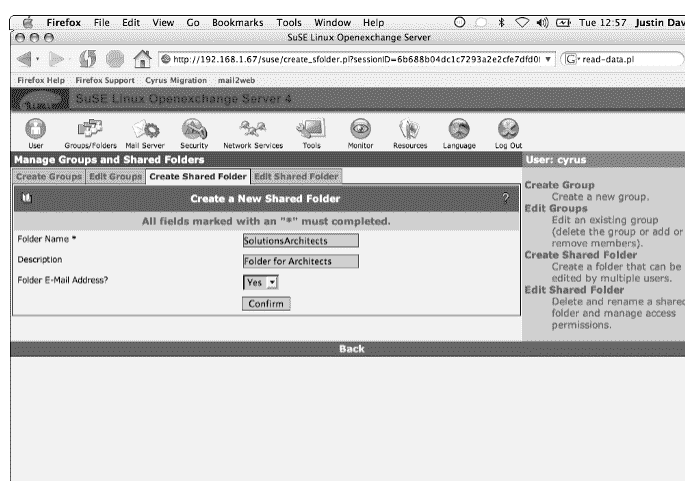 Firefox File Edit View Go Bookmarks Tools Window Help Tue 12:57 Justin Dav
SuSE Linux Openexchange Server
http://192.168.1.67/suse/create_sfolder.pl?sessionID=6b688b04dc1c7293a2e2cfe7dfd0 read-data.pl
Firefox Help Firefox Support Cyrus Migration mail2web
SuSE Linux Openexchange Server 4
User Groups/Folders Mail Server Security Network Services Tools Monitor Resources Language Log Out
Manage Groups and Shared Folders
User: cyrus
Create Groups Edit Groups Create Shared Folder Edit Shared Folder
Create a New Shared Folder ?
All fields marked with an "*" must completed.
Folder Name * SolutionsArchitects
Description Folder for Architects
Folder E-Mail Address? Yes
Confirm
Create Group
Create a new group.
Edit Groups
Edit an existing group
(delete the group or add or
remove members).
Create Shared Folder
Create a folder that can be
edited by multiple users.
Edit Shared Folder
Delete and rename a shared
folder and manage access
permissions.
Back